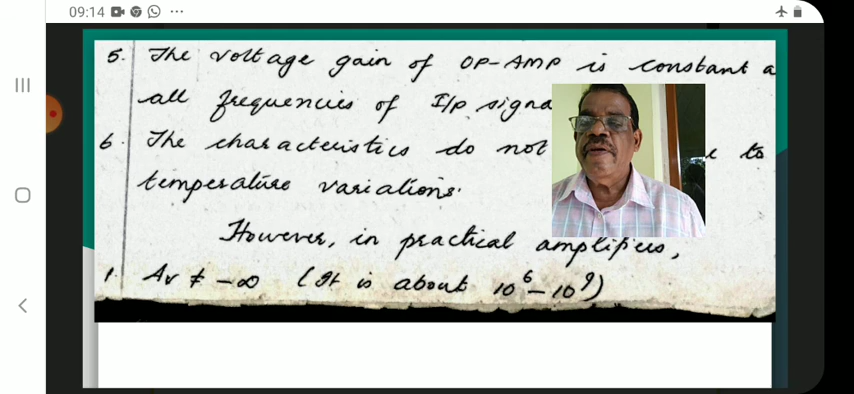 09:14
5. The voltage gain of OP-AMP is constant a
all frequencies of I/p signa
6. The characteristics do not to
temperature variations.
However, in practical amplifiers,
1. Av ≠ -∞ (It is about 10⁶-10⁹)